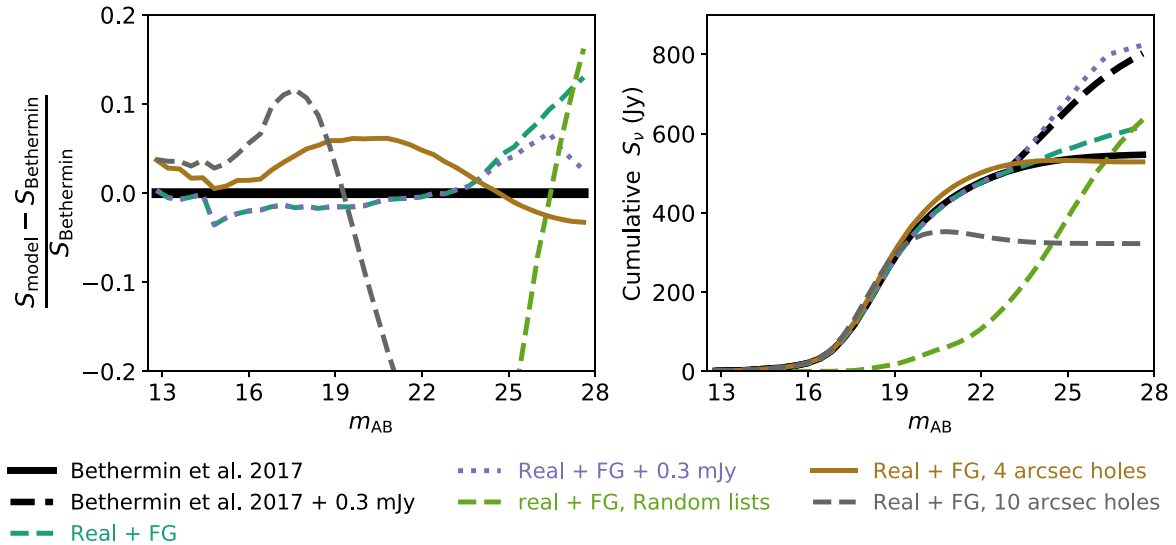 0.2
0.1
0.0
−0.1
−0.2
S_model − S_Bethermin
S_Bethermin
13 16 19 22 25 28
m_AB
800
600
400
200
0
Cumulative S_ν (Jy)
13 16 19 22 25 28
m_AB
Bethermin et al. 2017
Bethermin et al. 2017 + 0.3 mJy
Real + FG
Real + FG + 0.3 mJy
real + FG, Random lists
Real + FG, 4 arcsec holes
Real + FG, 10 arcsec holes